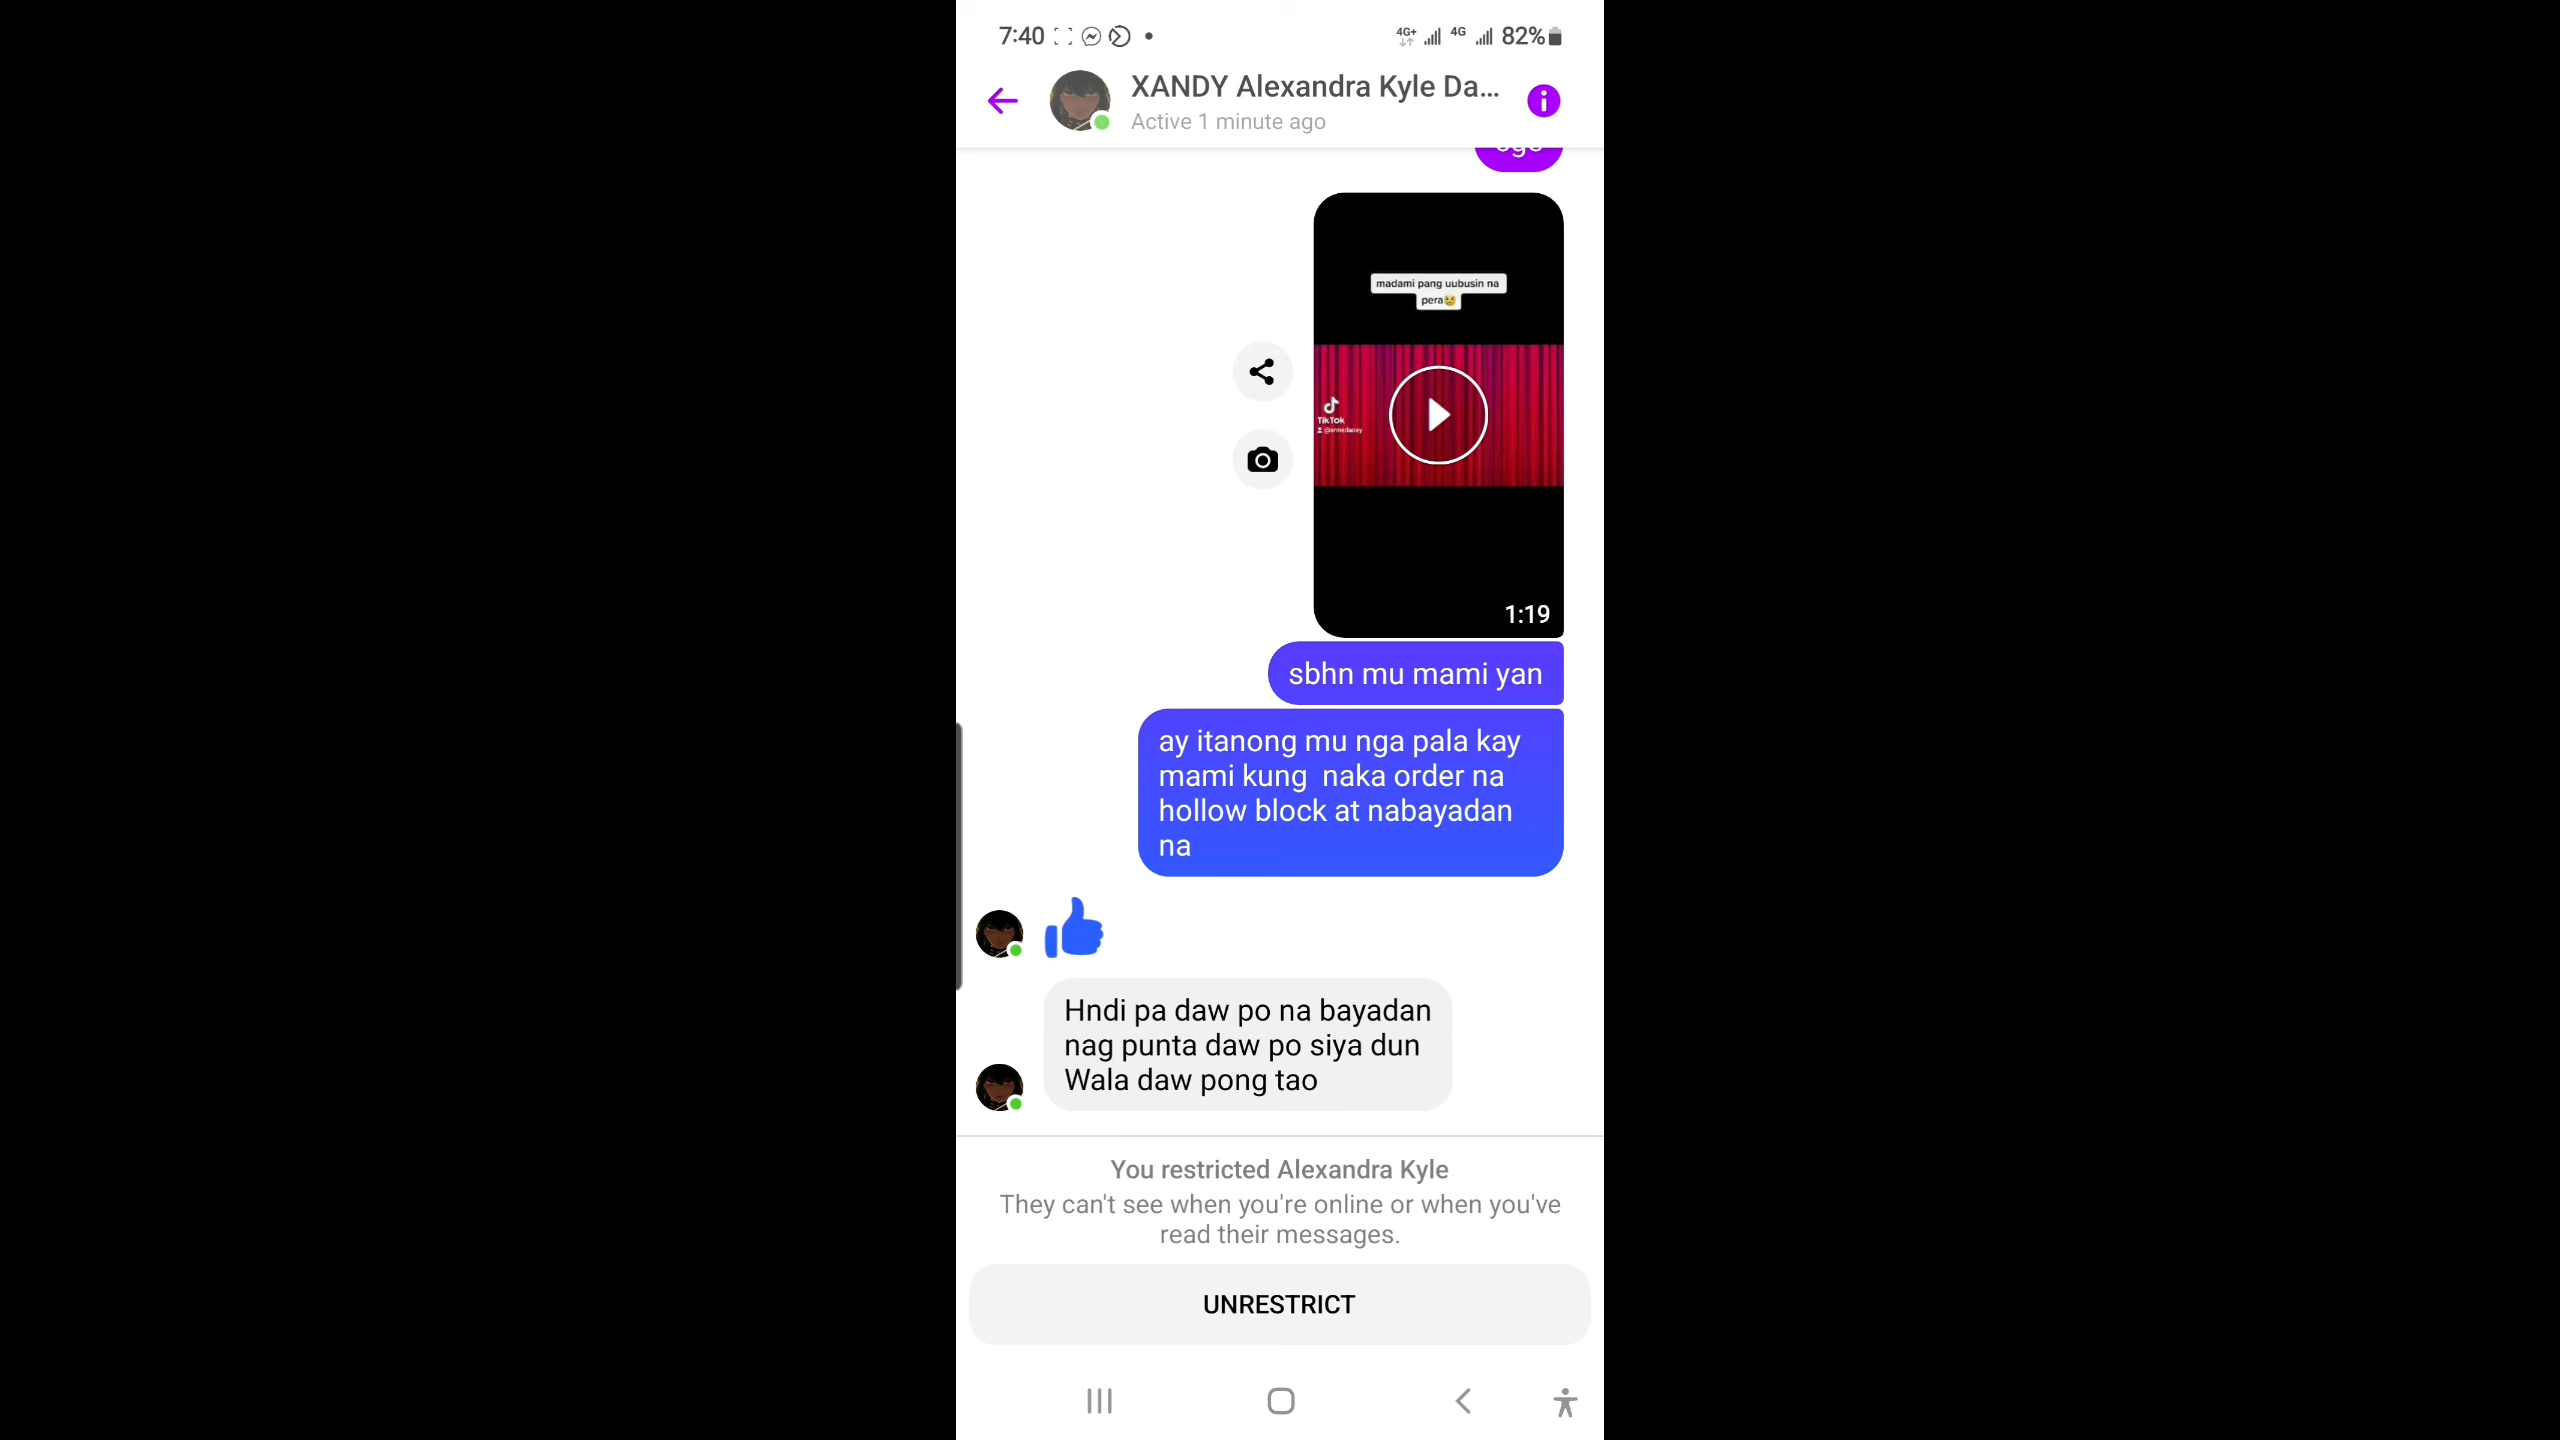 7:40
4G+ 4G 82%
XANDY Alexandra Kyle Da...
Active 1 minute ago
madami pang uubusin na
pera😢
TikTok
1:19
sbhn mu mami yan
ay itanong mu nga pala kay
mami kung naka order na
hollow block at nabayadan
na
Hndi pa daw po na bayadan
nag punta daw po siya dun
Wala daw pong tao
You restricted Alexandra Kyle
They can't see when you're online or when you've
read their messages.
UNRESTRICT